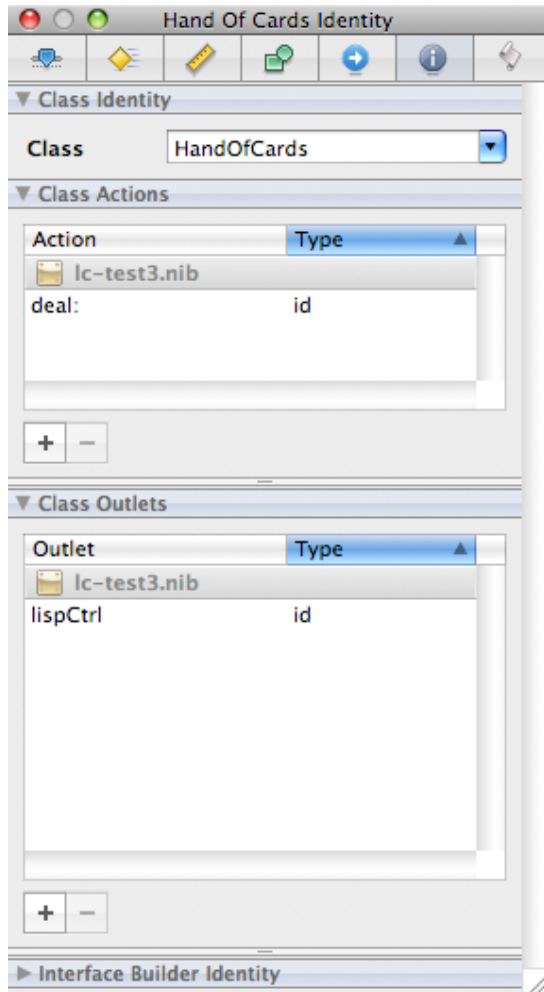 Hand Of Cards Identity
Class Identity
Class HandOfCards
Class Actions
Action Type
lc-test3.nib
deal: id
+ −
Class Outlets
Outlet Type
lc-test3.nib
lispCtrl id
+ −
Interface Builder Identity